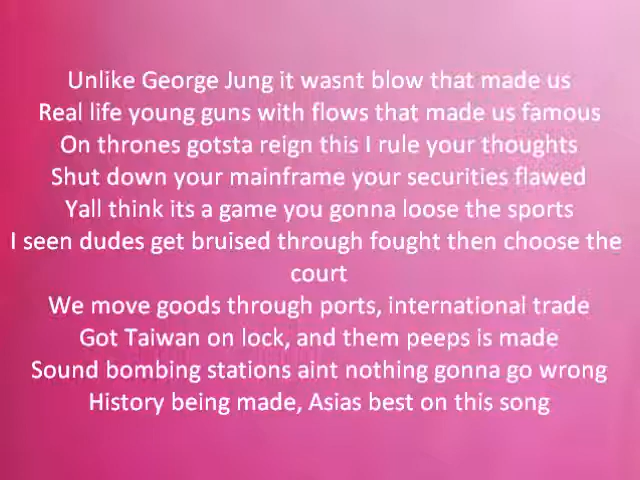 Unlike George Jung it wasnt blow that made us
Real life young guns with flows that made us famous
On thrones gotsta reign this I rule your thoughts
Shut down your mainframe your securities flawed
Yall think its a game you gonna loose the sports
I seen dudes get bruised through fought then choose the
court
We move goods through ports, international trade
Got Taiwan on lock, and them peeps is made
Sound bombing stations aint nothing gonna go wrong
History being made, Asias best on this song